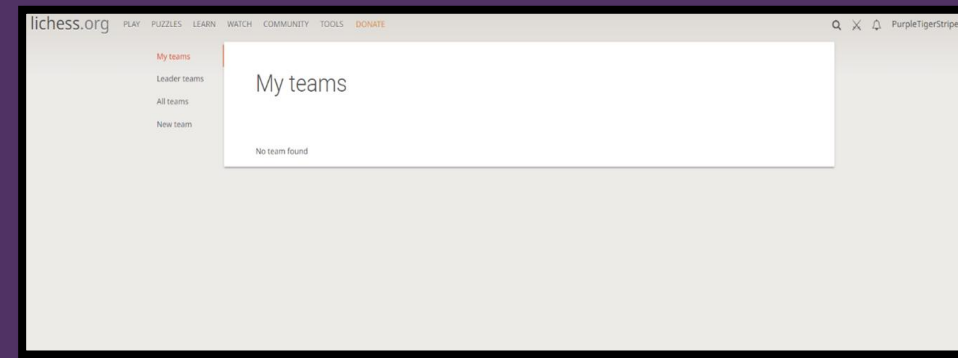 lichess.org PLAY PUZZLES LEARN WATCH COMMUNITY TOOLS DONATE PurpleTigerStripe
My teams
Leader teams
All teams
New team
My teams
No team found